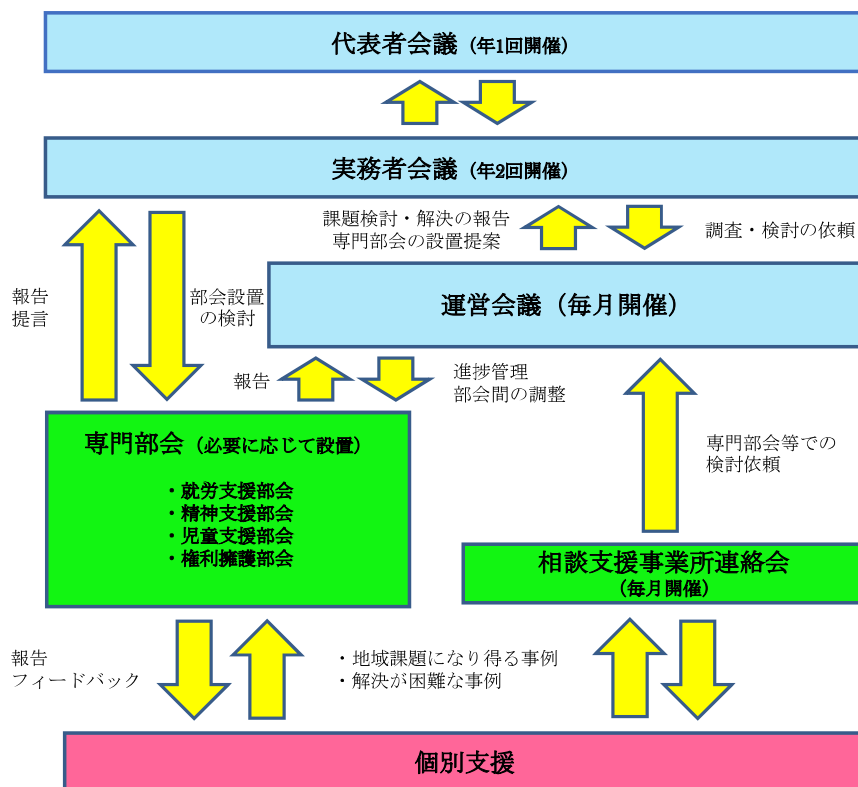 代表者会議（年1回開催）
実務者会議（年2回開催）
課題検討・解決の報告
専門部会の設置提案
調査・検討の依頼
報告
提言
部会設置
の検討
運営会議（毎月開催）
報告
進捗管理
部会間の調整
専門部会（必要に応じて設置）
・就労支援部会
・精神支援部会
・児童支援部会
・権利擁護部会
専門部会等での
検討依頼
相談支援事業所連絡会
（毎月開催）
報告
フィードバック
・地域課題になり得る事例
・解決が困難な事例
個別支援